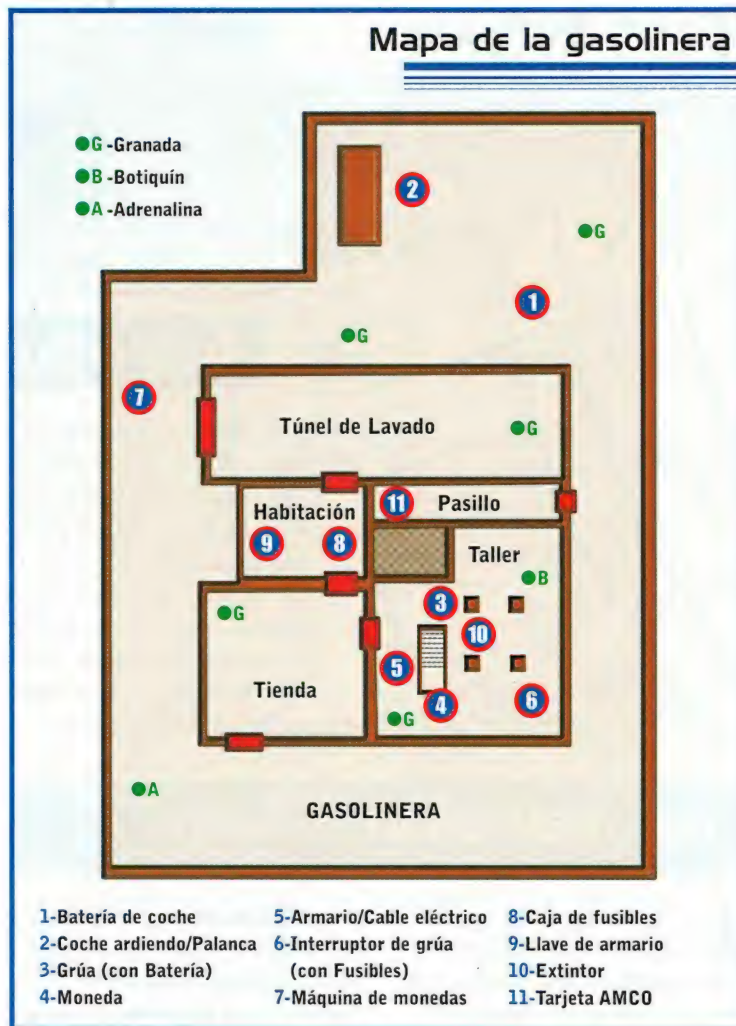 Mapa de la gasolinera
G -Granada
B -Botiquín
A -Adrenalina
2
G
1
G
7
Túnel de Lavado
G
Habitación
11
Pasillo
9
8
Taller
B
3
G
10
5
Tienda
4
6
G
A
GASOLINERA
1-Batería de coche
2-Coche ardiendo/Palanca
3-Grúa (con Batería)
4-Moneda
5-Armario/Cable eléctrico
6-Interruptor de grúa
(con Fusibles)
7-Máquina de monedas
8-Caja de fusibles
9-Llave de armario
10-Extintor
11-Tarjeta AMCO